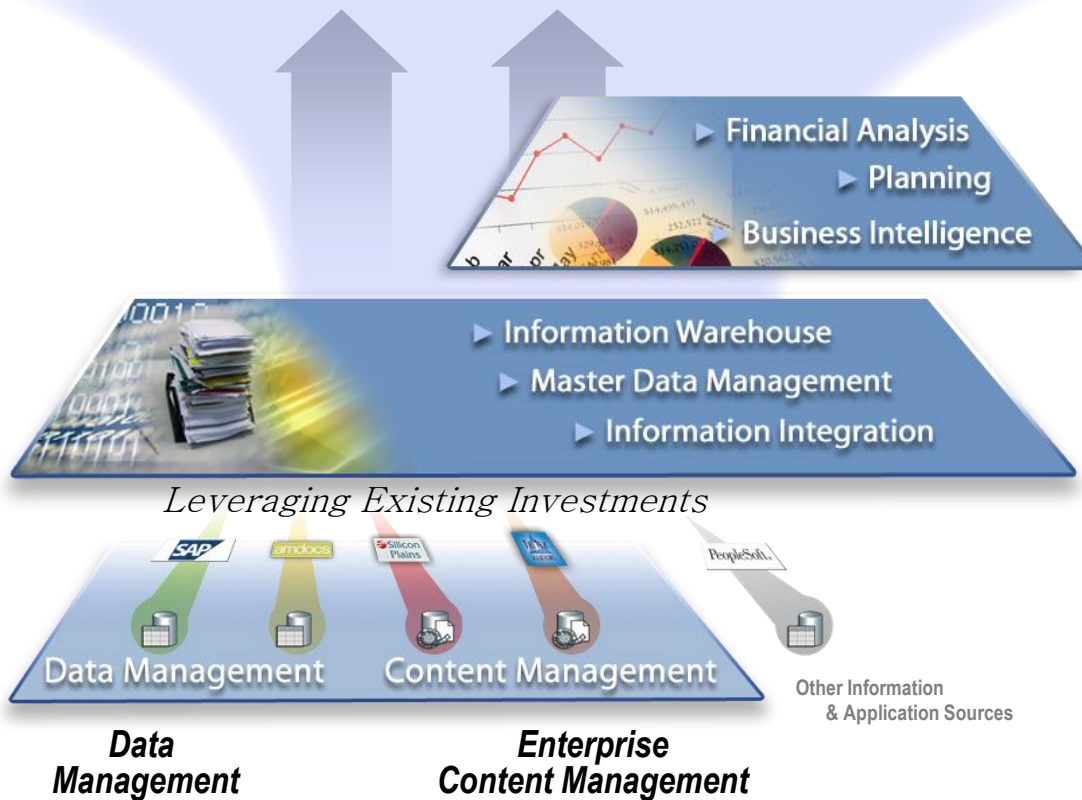 Financial Analysis
Planning
Business Intelligence
Information Warehouse
Master Data Management
Information Integration
Leveraging Existing Investments
SAP
amdocs
Silicon
Plains
PeopleSoft.
Data Management
Content Management
Other Information
& Application Sources
Data
Management
Enterprise
Content Management